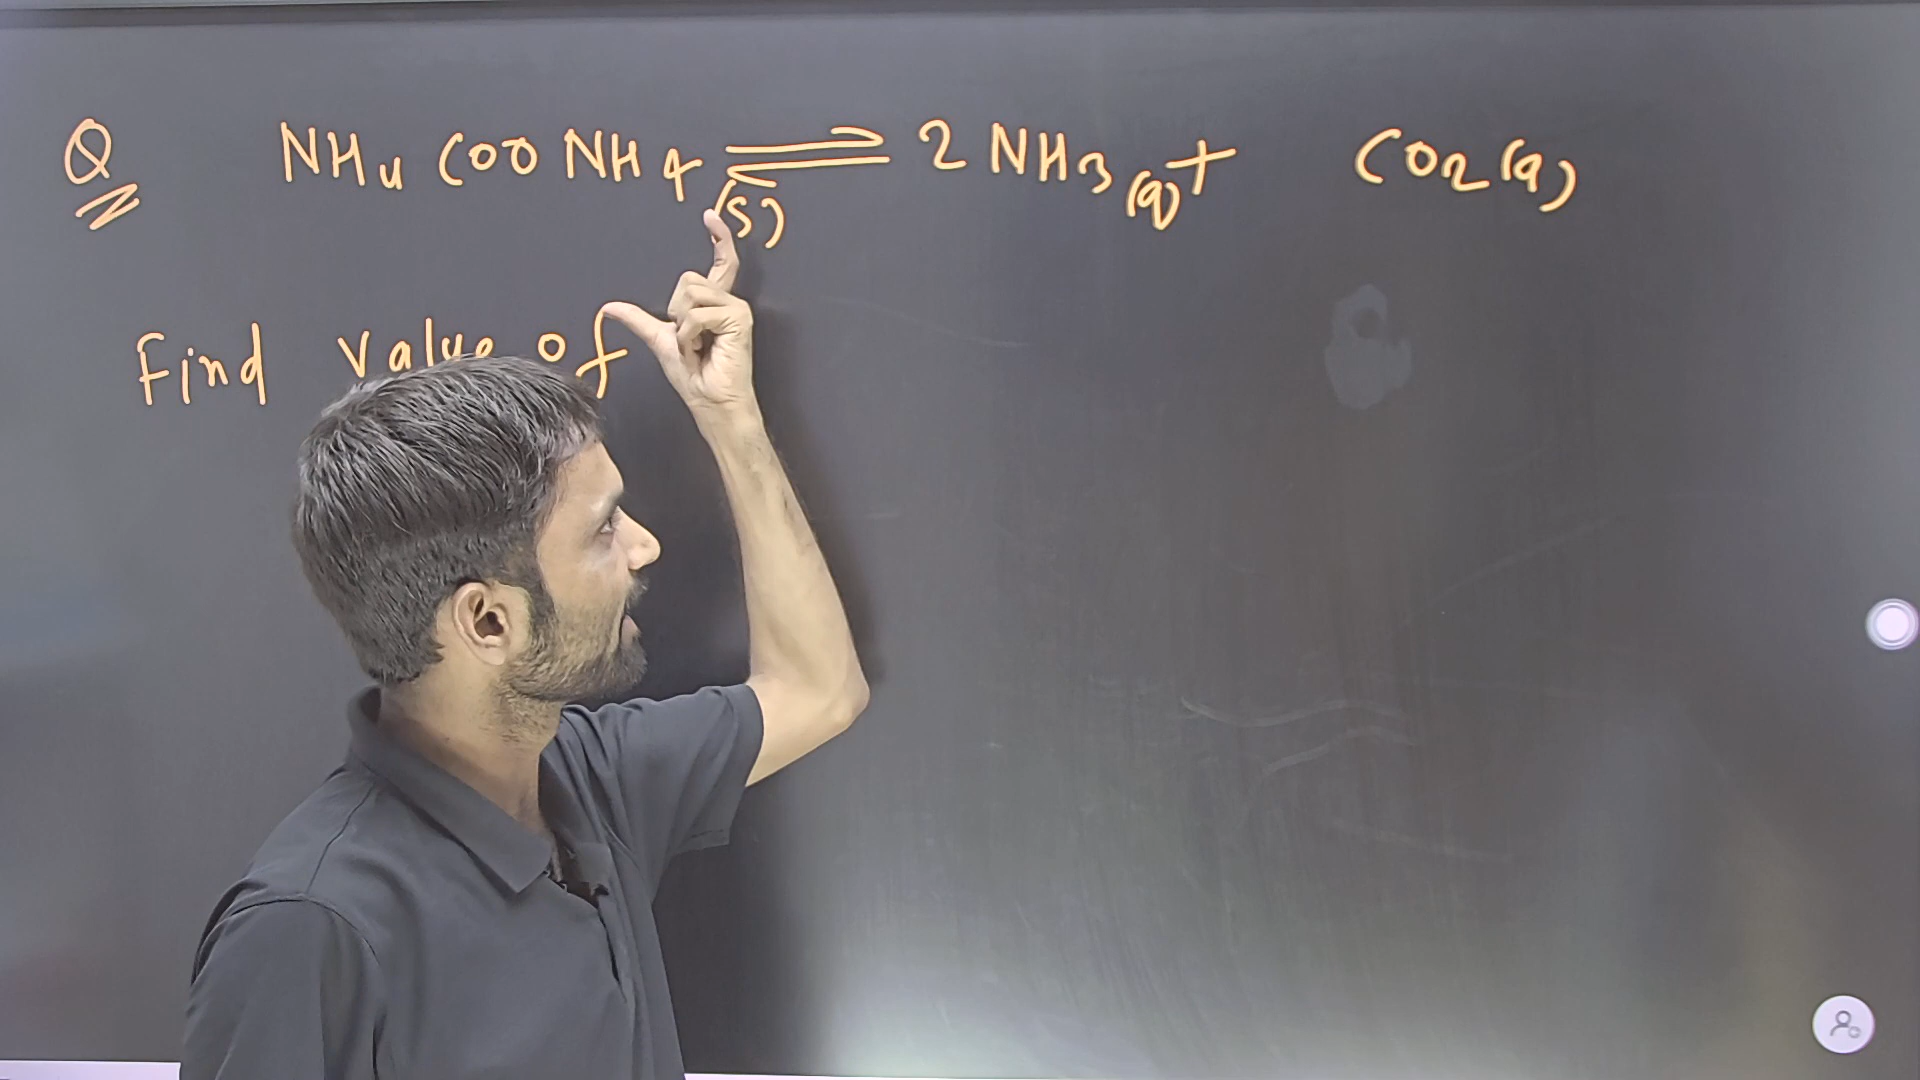 Q NH4 COO NH4 (s) ⇌ 2 NH3 (g) + CO2 (g)
Find value of